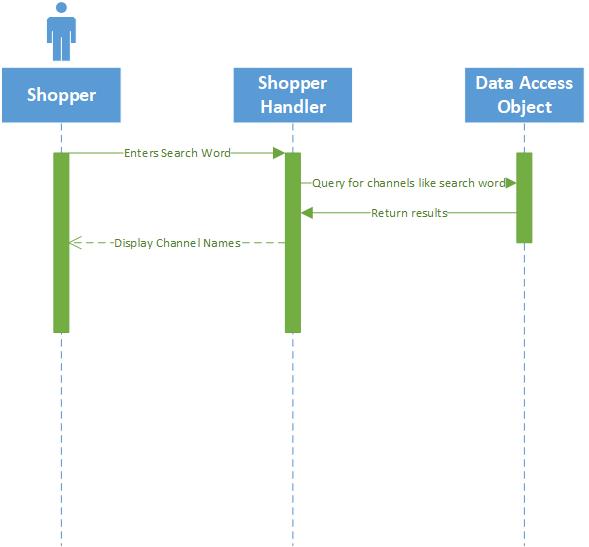 Shopper
Shopper
Handler
Data Access
Object
Enters Search Word
Query for channels like search word
Return results
Display Channel Names